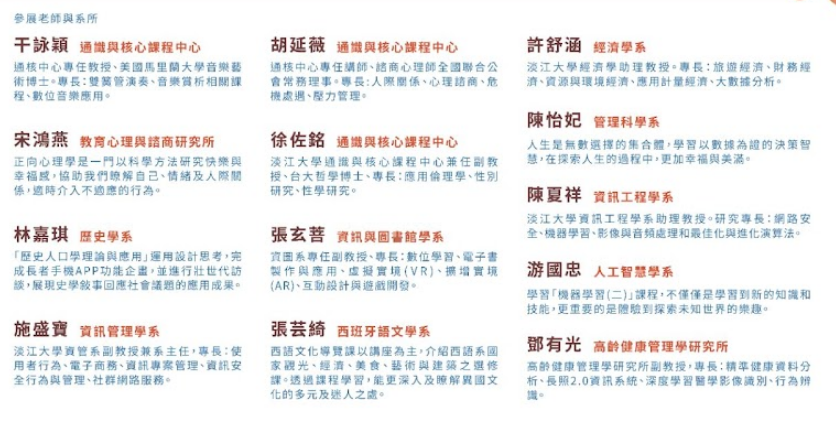 參展老師與系所
干詠穎 通識與核心課程中心
通核中心專任教授、美國馬里蘭大學音樂藝
術博士。專長：雙簧管演奏、音樂賞析相關課
程、數位音樂應用。
宋鴻燕 教育心理與諮商研究所
正向心理學是一門以科學方法研究快樂與
幸福感，協助我們瞭解自己、情緒及人際關
係，適時介入不適應的行為。
林嘉琪 歷史學系
「歷史人口學理論與應用」運用設計思考，完
成長者手機APP功能企畫，並進行壯世代訪
談，展現史學敘事回應社會議題的應用成果。
施盛寶 資訊管理學系
淡江大學資管系副教授兼系主任，專長：使
用者行為、電子商務、資訊專案管理、資訊安
全行為與管理、社群網路服務。
胡延薇 通識與核心課程中心
通核中心專任講師、諮商心理師全國聯合公
會常務理事。專長：人際關係、心理諮商、危
機處遇、壓力管理。
徐佐銘 通識與核心課程中心
淡江大學通識與核心課程中心兼任副教
授、台大哲學博士、專長：應用倫理學、性別
研究、性學研究。
張玄菩 資訊與圖書館學系
資圖系專任副教授、專長：數位學習、電子書
製作與應用、虛擬實境(VR)、擴增實境
(AR)、互動設計與遊戲開發。
張芸綺 西班牙語文學系
西語文化導覽課以講座為主，介紹西語系國
家觀光、經濟、美食、藝術與建築之選修
課。透過課程學習，能更深入及瞭解異國文
化的多元及迷人之處。
許舒涵 經濟學系
淡江大學經濟學助理教授。專長：旅遊經濟、財務經
濟、資源與環境經濟、應用計量經濟、大數據分析。
陳怡妃 管理科學系
人生是無數選擇的集合體，學習以數據為證的決策智
慧，在探索人生的過程中，更加幸福與美滿。
陳夏祥 資訊工程學系
淡江大學資訊工程學系助理教授。研究專長：網路安
全、機器學習、影像與音頻處理和最佳化與進化演算法。
游國忠 人工智慧學系
學習「機器學習(二)」課程，不僅僅是學習到新的知識和
技能，更重要的是體驗到探索未知世界的樂趣。
鄧有光 高齡健康管理學研究所
高齡健康管理學研究所副教授，專長：精準健康資料分
析、長照2.0資訊系統、深度學習醫學影像識別、行為辨
識。